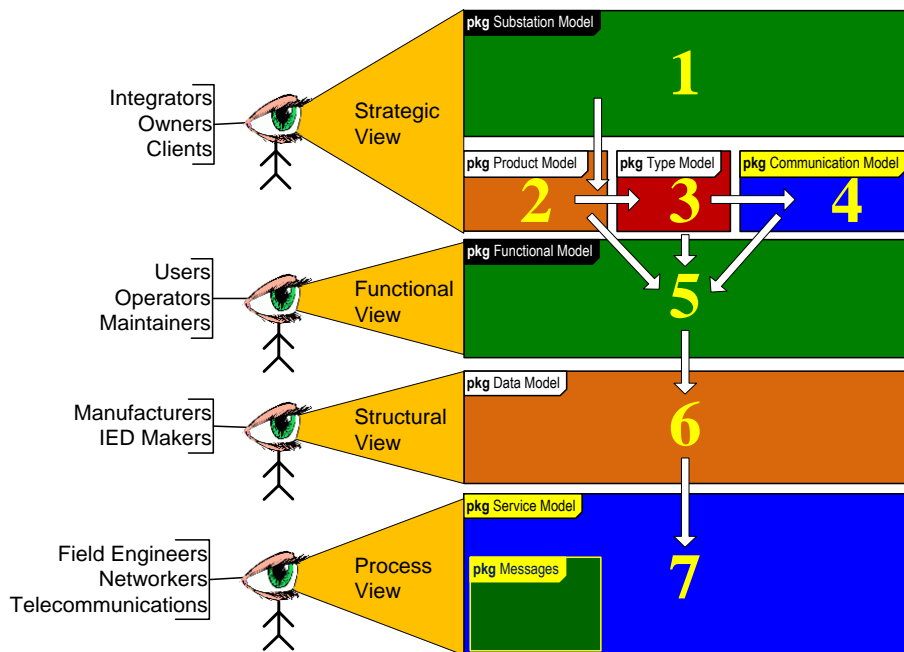 pkg Substation Model
1
Integrators
Owners
Clients
Strategic
View
pkg Product Model
pkg Type Model
pkg Communication Model
2
3
4
Users
Operators
Maintainers
Functional
View
pkg Functional Model
5
Manufacturers
IED Makers
Structural
View
pkg Data Model
6
Field Engineers
Networkers
Telecommunications
Process
View
pkg Service Model
pkg Messages
7